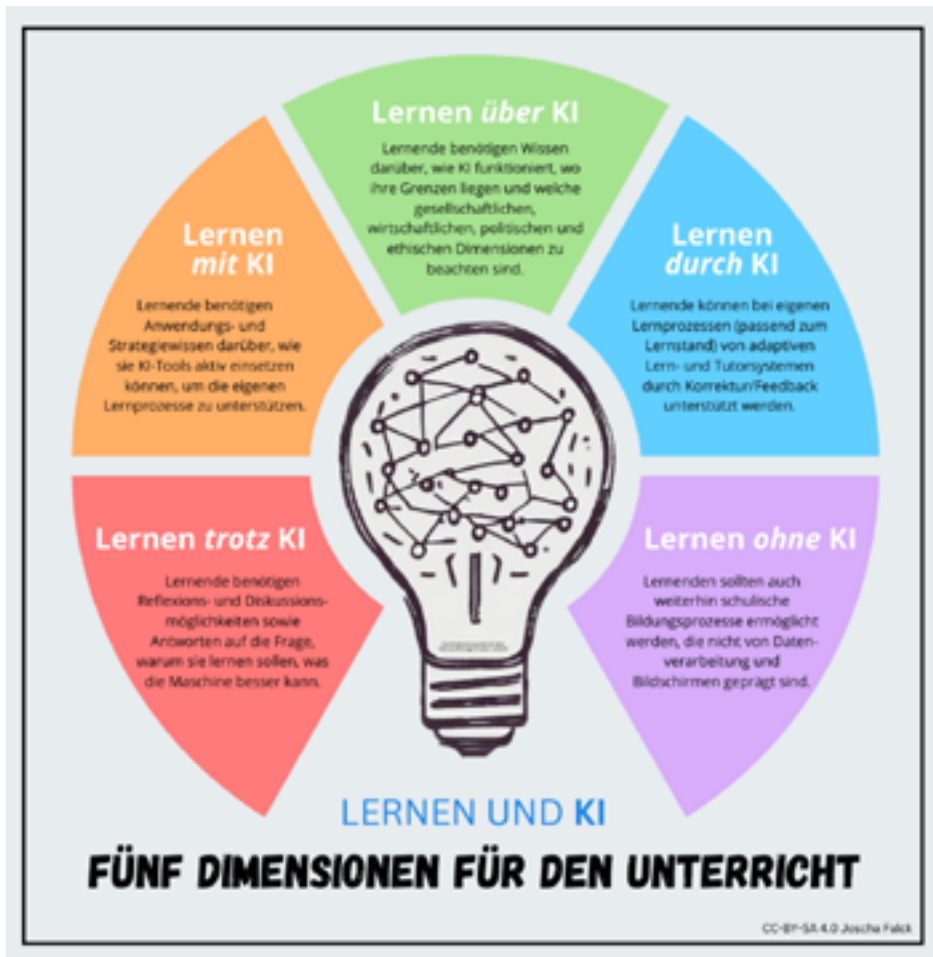 Lernen über KI
Lernende benötigen Wissen
darüber, wie KI funktioniert, wo
ihre Grenzen liegen und welche
gesellschaftlichen,
wirtschaftlichen, politischen und
ethischen Dimensionen zu
beachten sind.
Lernen
mit KI
Lernende benötigen
Anwendungs- und
Strategiewissen darüber, wie
sie KI-Tools aktiv einsetzen
können, um die eigenen
Lernprozesse zu unterstützen.
Lernen
durch KI
Lernende können bei eigenen
Lernprozessen (passend zum
Lernstand) von adaptiven
Lern- und Tutorsystemen
durch Korrektur/Feedback
unterstützt werden.
Lernen trotz KI
Lernende benötigen
Reflexions- und Diskussions-
möglichkeiten sowie
Antworten auf die Frage,
warum sie lernen sollen, was
die Maschine besser kann.
Lernen ohne KI
Lernenden sollten auch
weiterhin schulische
Bildungsprozesse ermöglicht
werden, die nicht von Daten-
verarbeitung und
Bildschirmen geprägt sind.
LERNEN UND KI
FÜNF DIMENSIONEN FÜR DEN UNTERRICHT
CC-BY-SA 4.0 Joscha Falck